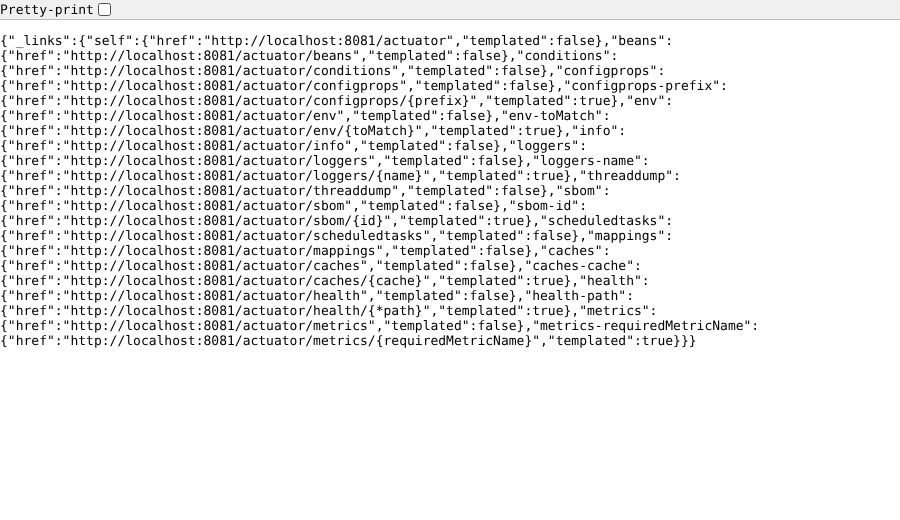 Pretty-print
{"_links":{"self":{"href":"http://localhost:8081/actuator","templated":false},"beans":
{"href":"http://localhost:8081/actuator/beans","templated":false},"conditions":
{"href":"http://localhost:8081/actuator/conditions","templated":false},"configprops":
{"href":"http://localhost:8081/actuator/configprops","templated":false},"configprops-prefix":
{"href":"http://localhost:8081/actuator/configprops/{prefix}","templated":true},"env":
{"href":"http://localhost:8081/actuator/env","templated":false},"env-toMatch":
{"href":"http://localhost:8081/actuator/env/{toMatch}","templated":true},"info":
{"href":"http://localhost:8081/actuator/info","templated":false},"loggers":
{"href":"http://localhost:8081/actuator/loggers","templated":false},"loggers-name":
{"href":"http://localhost:8081/actuator/loggers/{name}","templated":true},"threaddump":
{"href":"http://localhost:8081/actuator/threaddump","templated":false},"sbom":
{"href":"http://localhost:8081/actuator/sbom","templated":false},"sbom-id":
{"href":"http://localhost:8081/actuator/sbom/{id}","templated":true},"scheduledtasks":
{"href":"http://localhost:8081/actuator/scheduledtasks","templated":false},"mappings":
{"href":"http://localhost:8081/actuator/mappings","templated":false},"caches":
{"href":"http://localhost:8081/actuator/caches","templated":false},"caches-cache":
{"href":"http://localhost:8081/actuator/caches/{cache}","templated":true},"health":
{"href":"http://localhost:8081/actuator/health","templated":false},"health-path":
{"href":"http://localhost:8081/actuator/health/{*path}","templated":true},"metrics":
{"href":"http://localhost:8081/actuator/metrics","templated":false},"metrics-requiredMetricName":
{"href":"http://localhost:8081/actuator/metrics/{requiredMetricName}","templated":true}}}